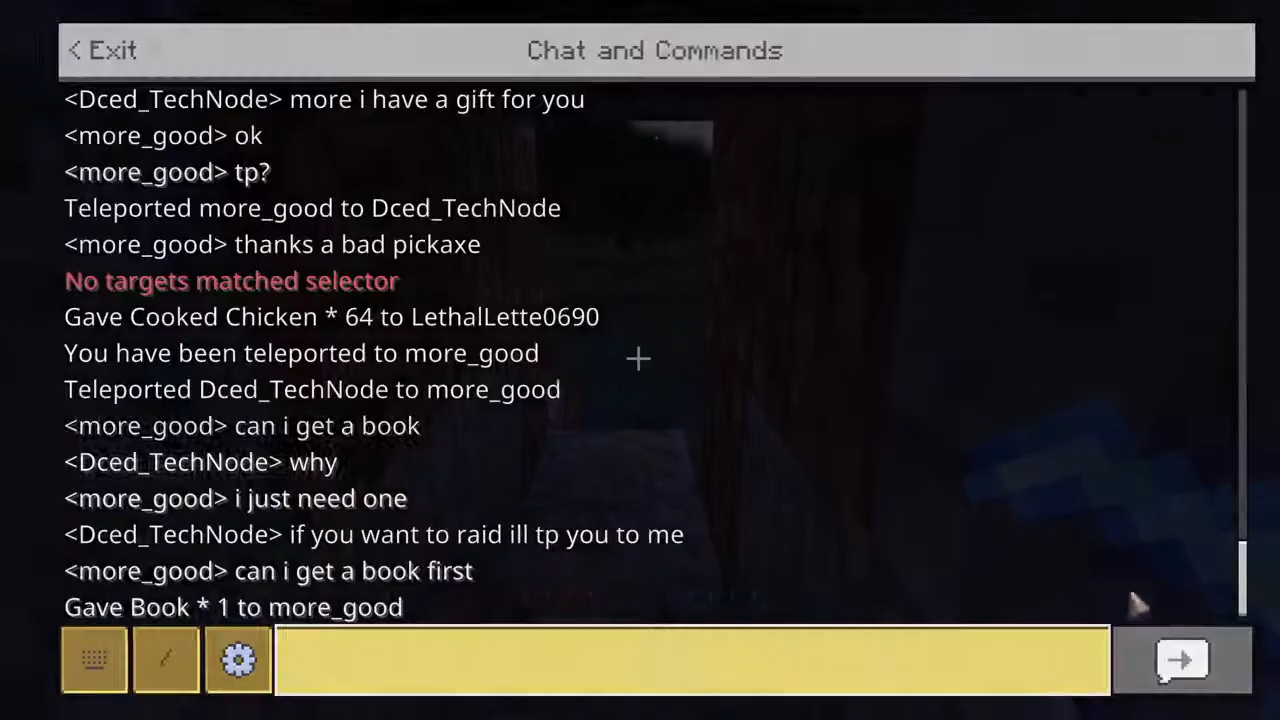 < Exit
Chat and Commands
<Dced_TechNode> more i have a gift for you
<more_good> ok
<more_good> tp?
Teleported more_good to Dced_TechNode
<more_good> thanks a bad pickaxe
No targets matched selector
Gave Cooked Chicken * 64 to LethalLette0690
You have been teleported to more_good
Teleported Dced_TechNode to more_good
<more_good> can i get a book
<Dced_TechNode> why
<more_good> i just need one
<Dced_TechNode> if you want to raid ill tp you to me
<more_good> can i get a book first
Gave Book * 1 to more_good